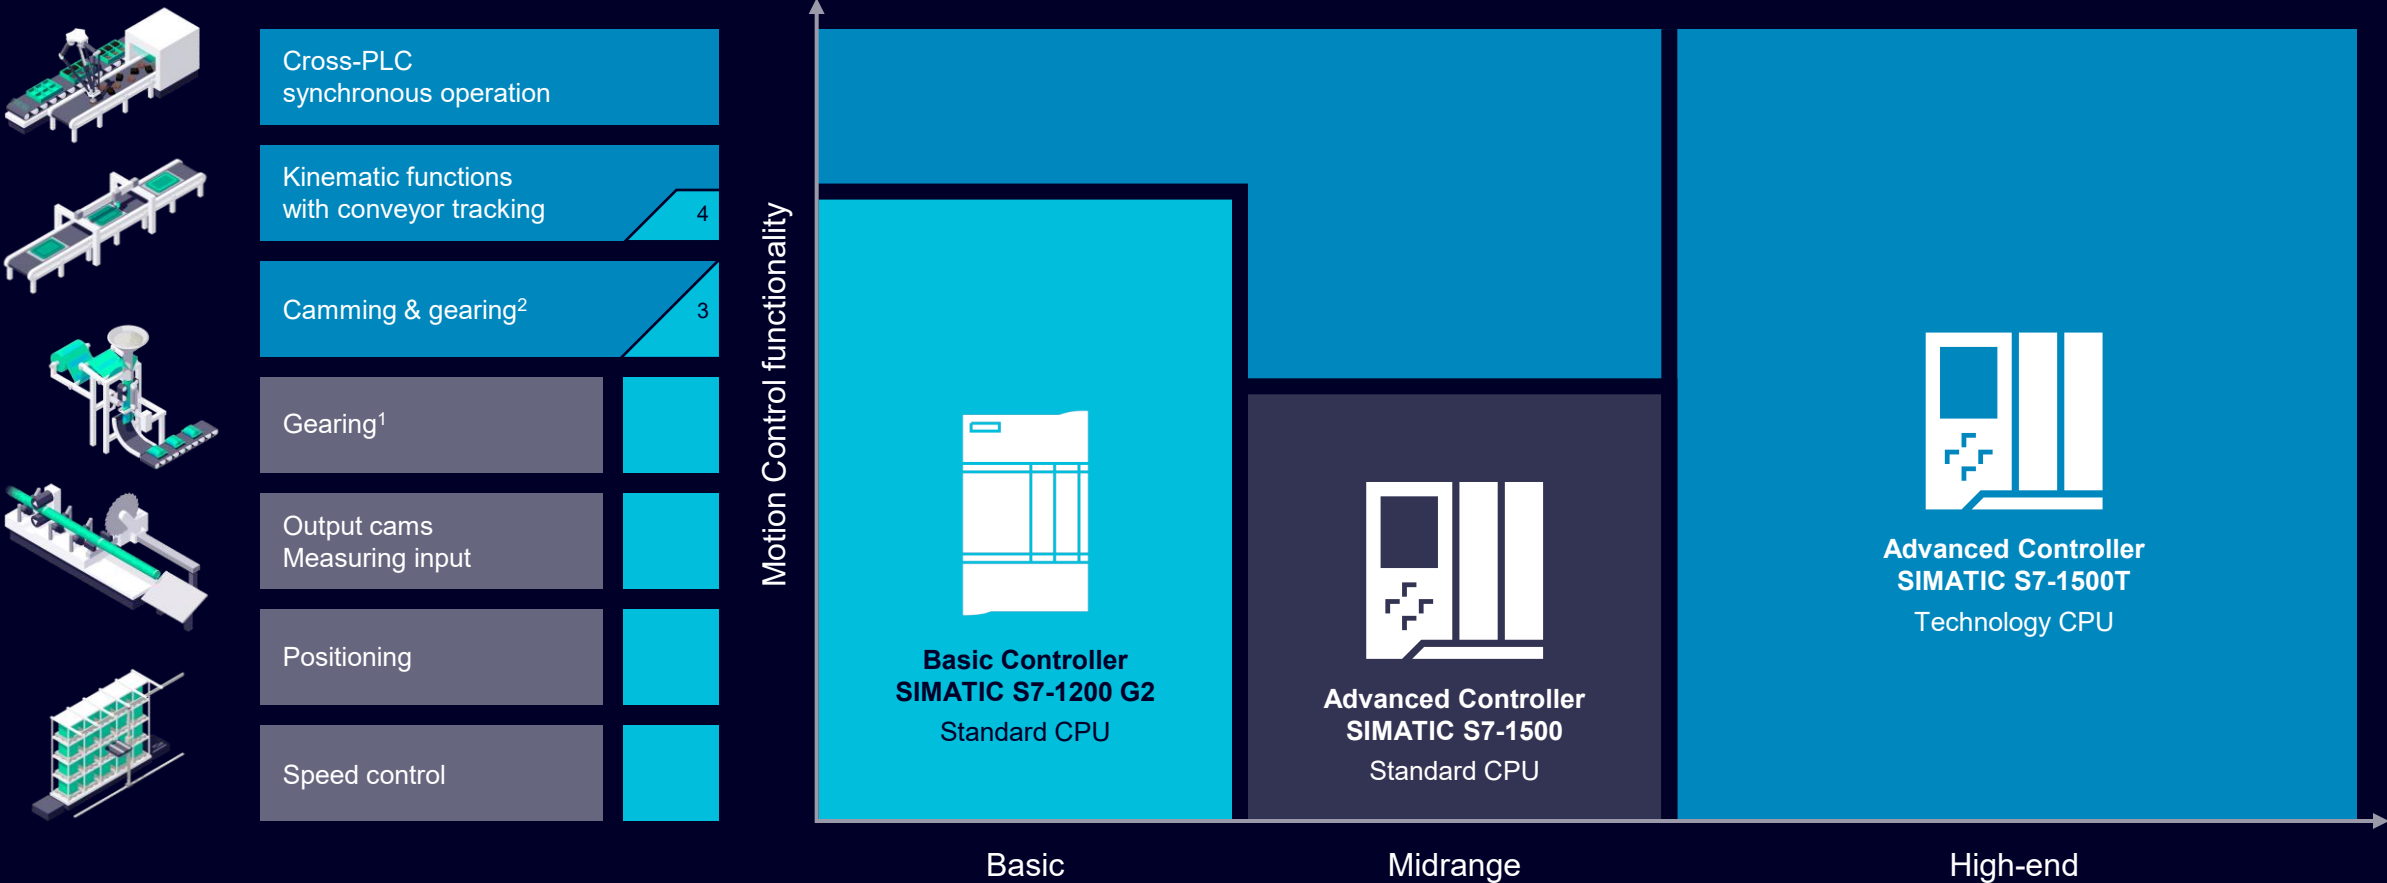 Cross-PLC
synchronous operation
Kinematic functions
with conveyor tracking
4
Camming & gearing²
3
Gearing¹
Output cams
Measuring input
Positioning
Speed control
Motion Control functionality
Basic Controller
SIMATIC S7-1200 G2
Standard CPU
Advanced Controller
SIMATIC S7-1500
Standard CPU
Advanced Controller
SIMATIC S7-1500T
Technology CPU
Basic
Midrange
High-end